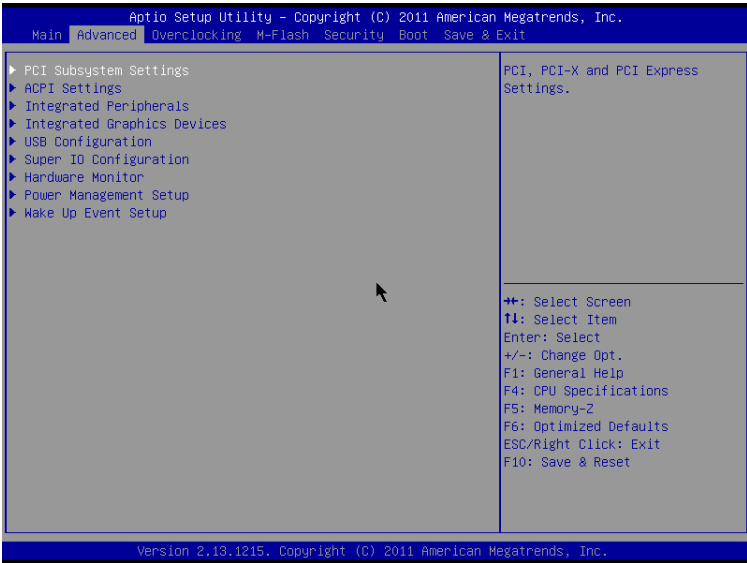 Aptio Setup Utility – Copyright (C) 2011 American Megatrends, Inc.
Main Advanced Overclocking M-Flash Security Boot Save & Exit
PCI Subsystem Settings
ACPI Settings
Integrated Peripherals
Integrated Graphics Devices
USB Configuration
Super IO Configuration
Hardware Monitor
Power Management Setup
Wake Up Event Setup
PCI, PCI-X and PCI Express
Settings.
→←: Select Screen
↑↓: Select Item
Enter: Select
+/-: Change Opt.
F1: General Help
F4: CPU Specifications
F5: Memory-Z
F6: Optimized Defaults
ESC/Right Click: Exit
F10: Save & Reset
Version 2.13.1215. Copyright (C) 2011 American Megatrends, Inc.